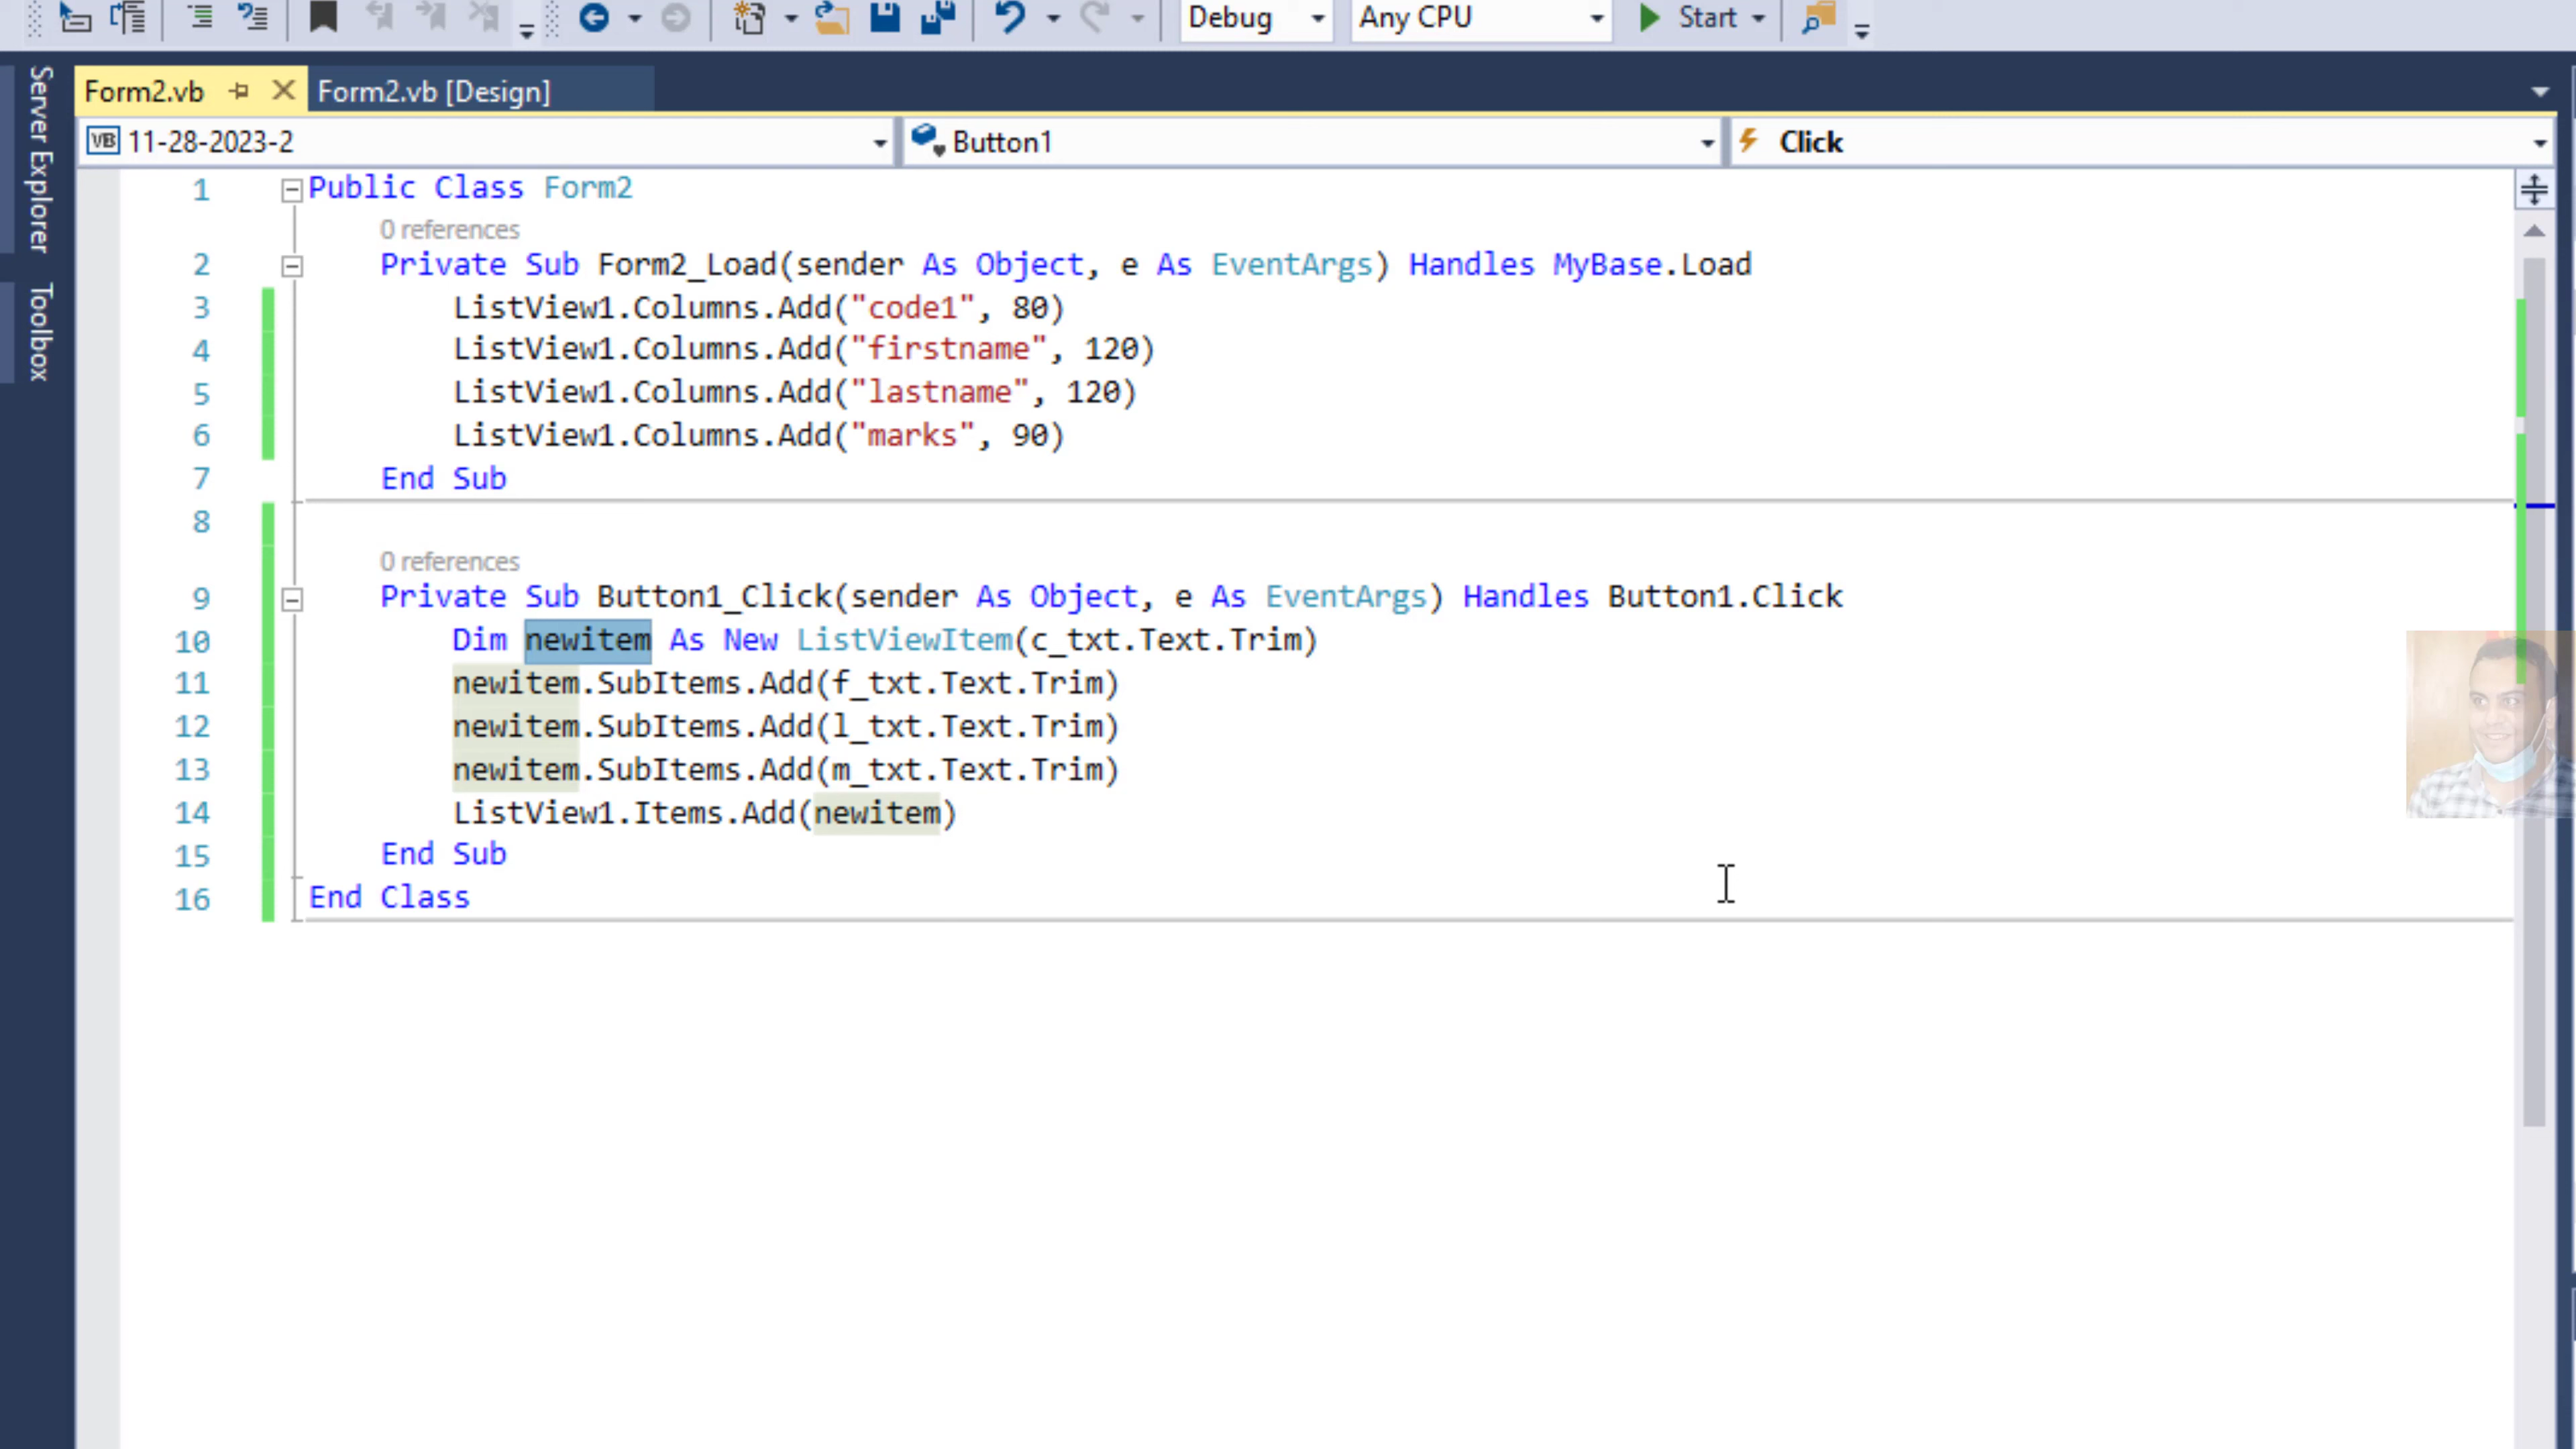 Debug Any CPU Start
Server Explorer
Toolbox
Form2.vb Form2.vb [Design]
VB 11-28-2023-2 Button1 Click
1 Public Class Form2
0 references
2 Private Sub Form2_Load(sender As Object, e As EventArgs) Handles MyBase.Load
3 ListView1.Columns.Add("code1", 80)
4 ListView1.Columns.Add("firstname", 120)
5 ListView1.Columns.Add("lastname", 120)
6 ListView1.Columns.Add("marks", 90)
7 End Sub
8
0 references
9 Private Sub Button1_Click(sender As Object, e As EventArgs) Handles Button1.Click
10 Dim newitem As New ListViewItem(c_txt.Text.Trim)
11 newitem.SubItems.Add(f_txt.Text.Trim)
12 newitem.SubItems.Add(l_txt.Text.Trim)
13 newitem.SubItems.Add(m_txt.Text.Trim)
14 ListView1.Items.Add(newitem)
15 End Sub
16 End Class